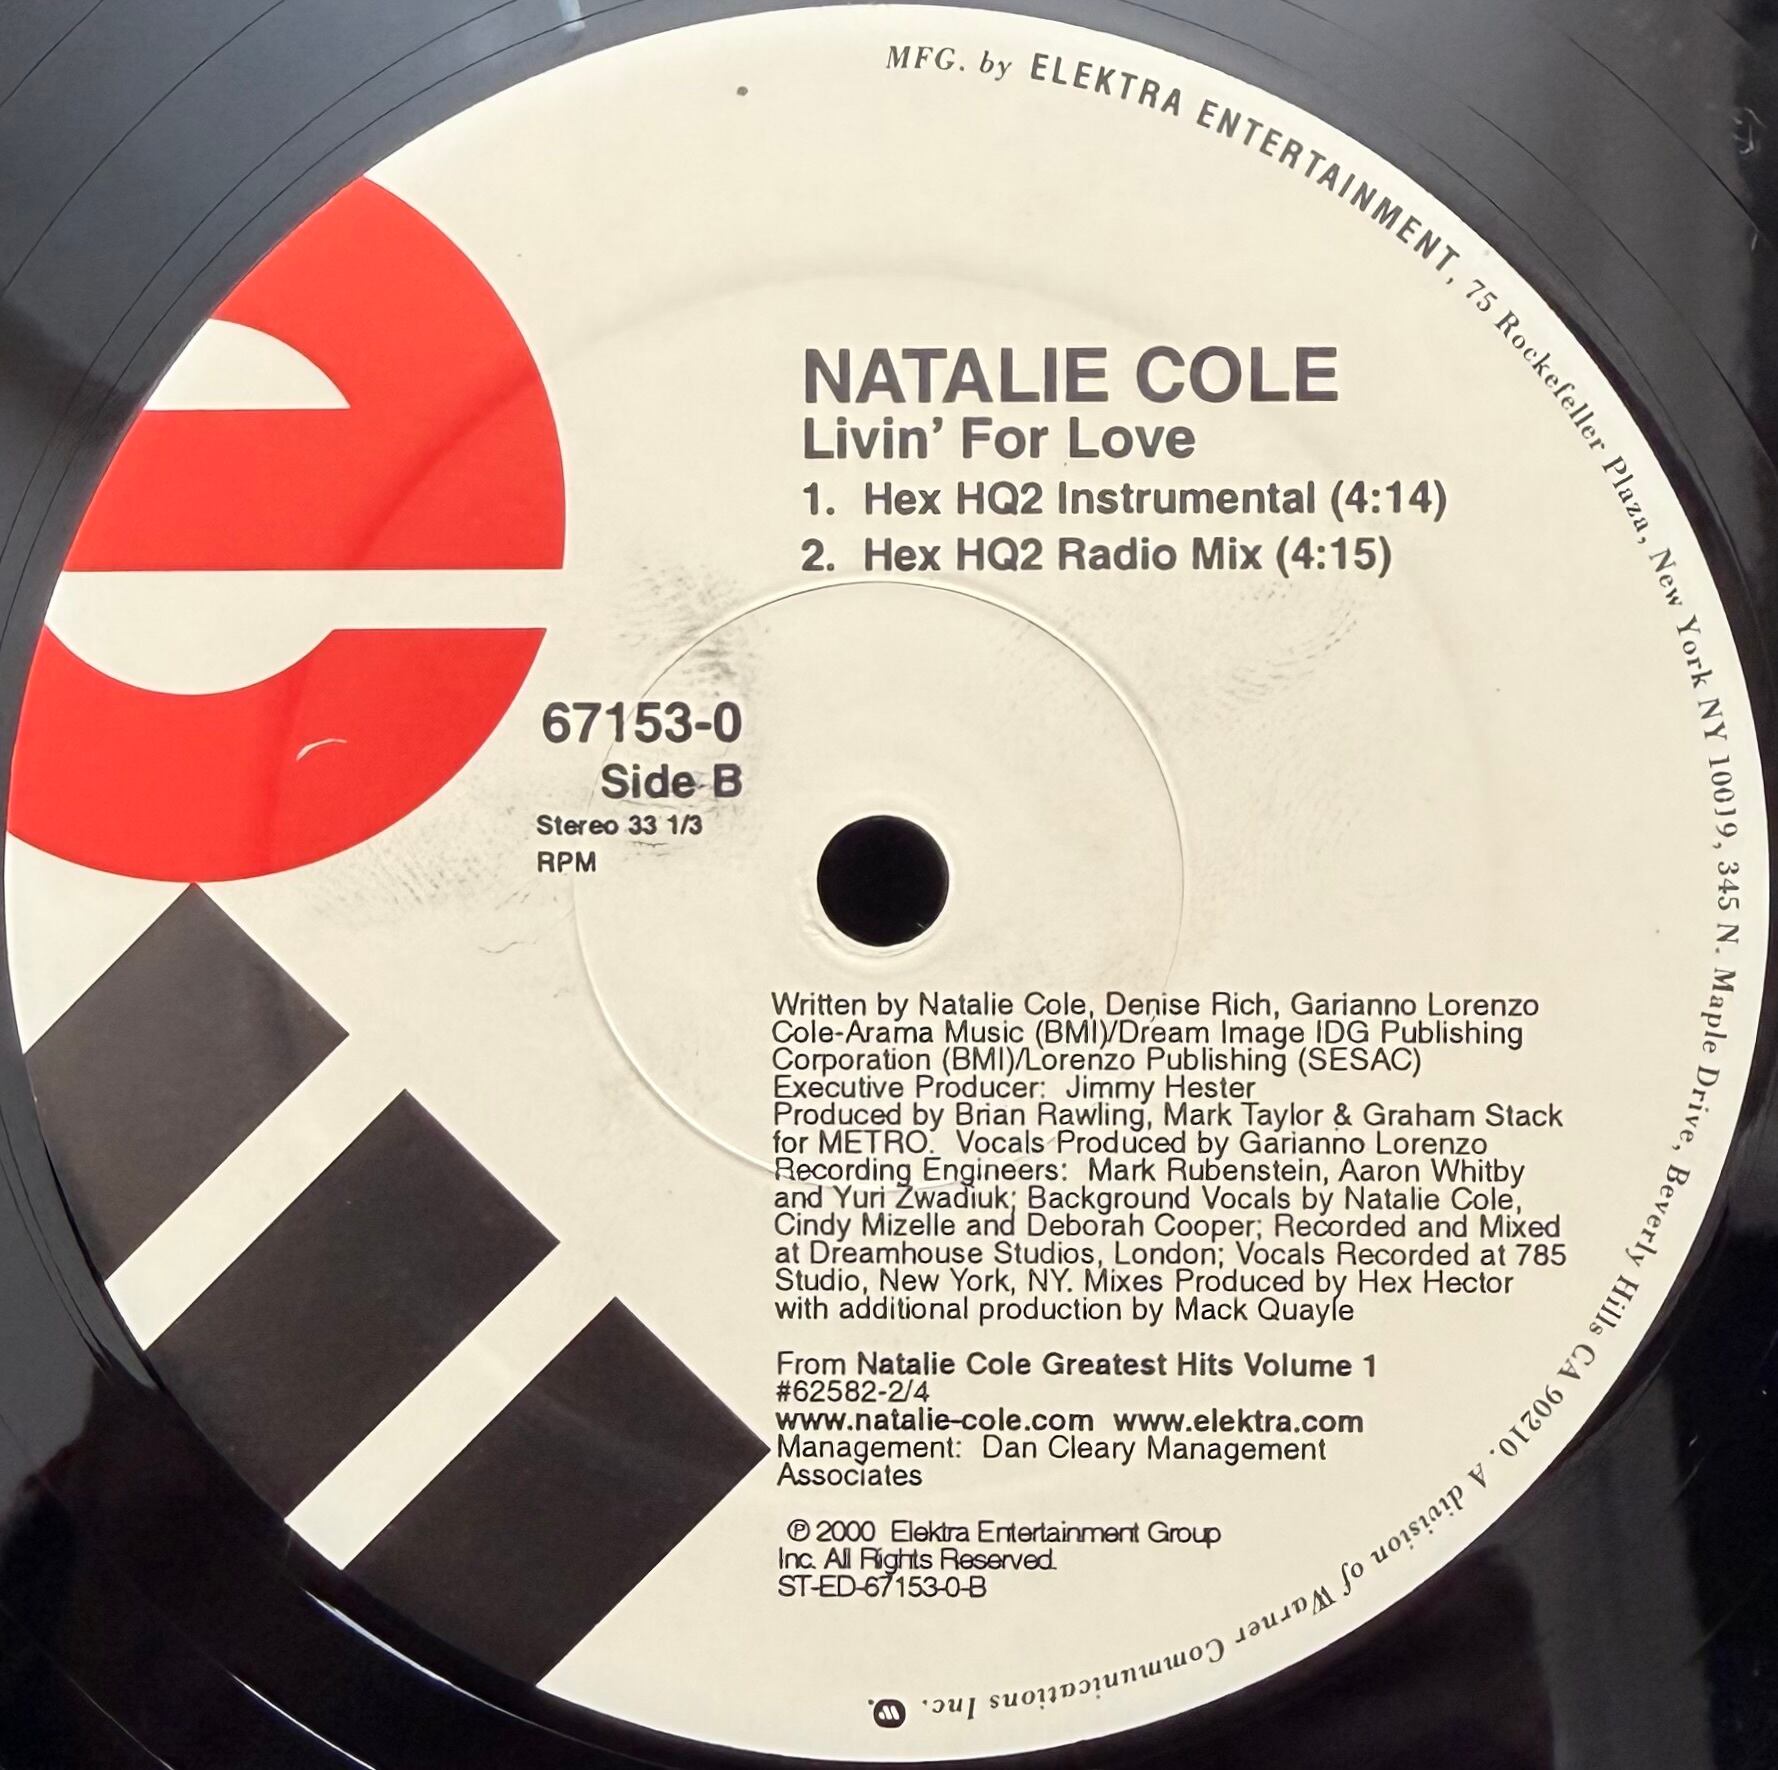 MFG. by ELEKTRA ENTERTAINMENT, 75 Rockefeller Plaza, New York NY 10019, 345 N. Maple Drive, Beverly Hills CA 90210. A division of Warner Communications Inc.
NATALIE COLE
Livin' For Love
1. Hex HQ2 Instrumental (4:14)
2. Hex HQ2 Radio Mix (4:15)
67153-0
Side B
Stereo 33 1/3
RPM
Written by Natalie Cole, Denise Rich, Garianno Lorenzo
Cole-Arama Music (BMI)/Dream Image IDG Publishing
Corporation (BMI)/Lorenzo Publishing (SESAC)
Executive Producer: Jimmy Hester
Produced by Brian Rawling, Mark Taylor & Graham Stack
for METRO. Vocals Produced by Garianno Lorenzo
Recording Engineers: Mark Rubenstein, Aaron Whitby
and Yuri Zwadiuk; Background Vocals by Natalie Cole,
Cindy Mizelle and Deborah Cooper; Recorded and Mixed
at Dreamhouse Studios, London; Vocals Recorded at 785
Studio, New York, NY. Mixes Produced by Hex Hector
with additional production by Mack Quayle
From Natalie Cole Greatest Hits Volume 1
#62582-2/4
www.natalie-cole.com www.elektra.com
Management: Dan Cleary Management
Associates
℗ 2000 Elektra Entertainment Group
Inc. All Rights Reserved.
ST-ED-67153-0-B